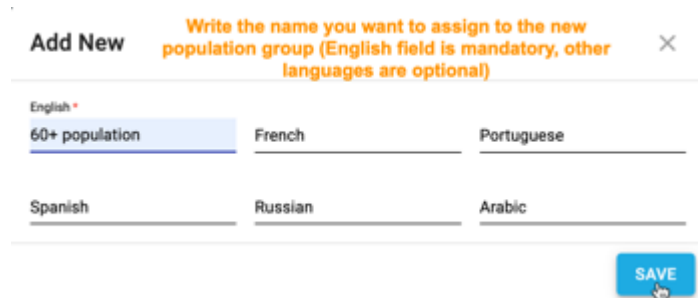 Add New
Write the name you want to assign to the new
population group (English field is mandatory, other
languages are optional)
×
English *
60+ population
French
Portuguese
Spanish
Russian
Arabic
SAVE